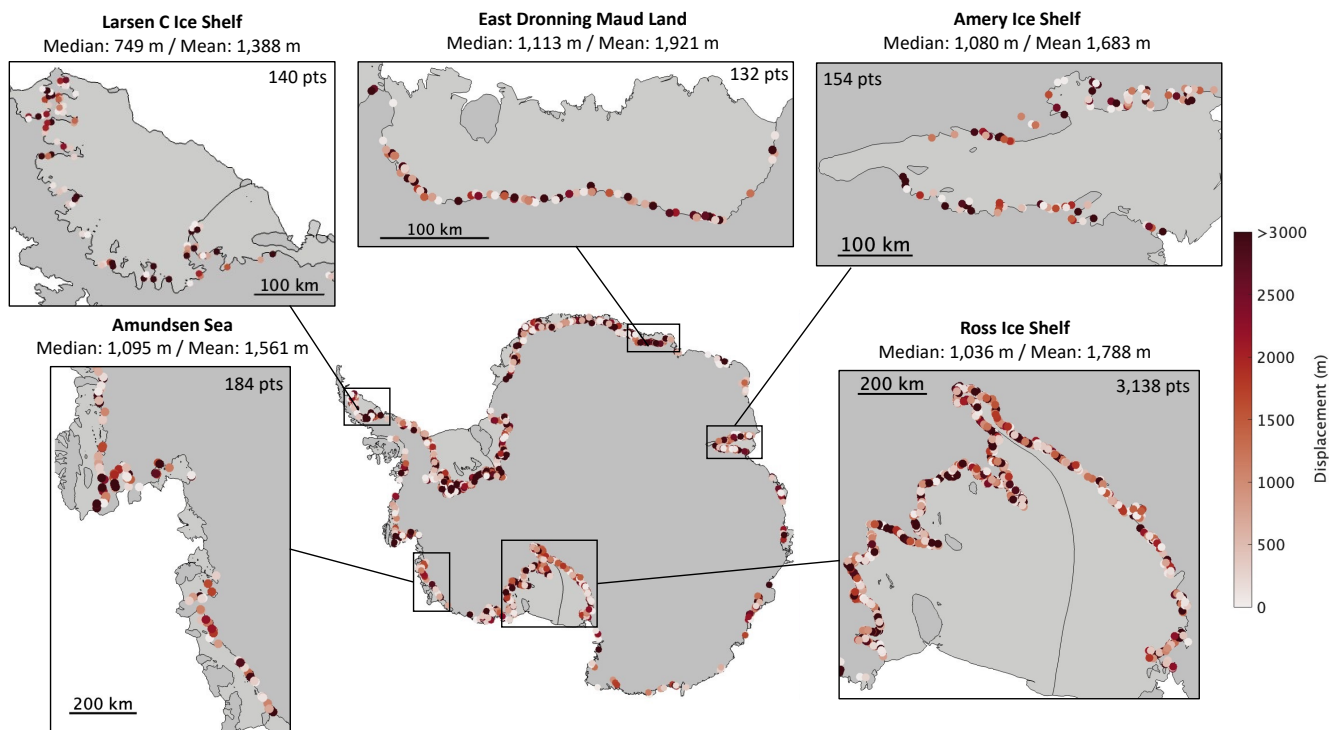 Larsen C Ice Shelf
Median: 749 m / Mean: 1,388 m
140 pts
100 km
East Dronning Maud Land
Median: 1,113 m / Mean: 1,921 m
132 pts
100 km
Amery Ice Shelf
Median: 1,080 m / Mean 1,683 m
154 pts
100 km
Amundsen Sea
Median: 1,095 m / Mean: 1,561 m
184 pts
200 km
Ross Ice Shelf
Median: 1,036 m / Mean: 1,788 m
200 km
3,138 pts
>3000
2500
2000
1500
1000
500
0
Displacement (m)